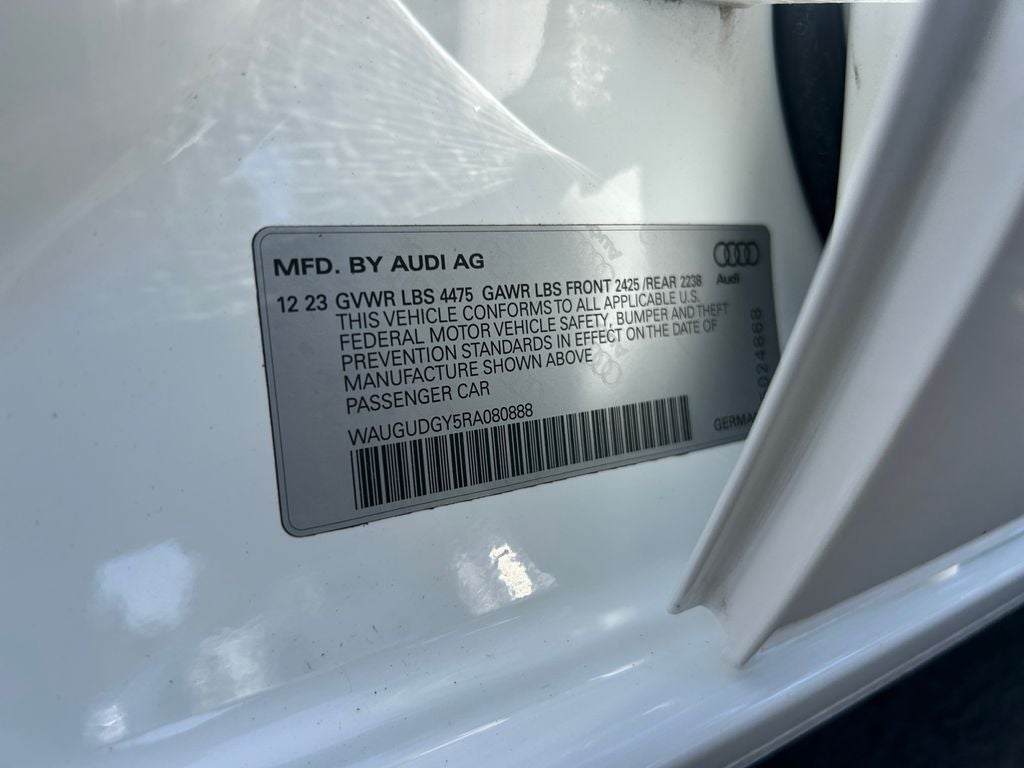 MFD. BY AUDI AG
Audi
12 23 GVWR LBS 4475 GAWR LBS FRONT 2425 /REAR 2238
THIS VEHICLE CONFORMS TO ALL APPLICABLE U.S.
FEDERAL MOTOR VEHICLE SAFETY, BUMPER AND THEFT
PREVENTION STANDARDS IN EFFECT ON THE DATE OF
MANUFACTURE SHOWN ABOVE
PASSENGER CAR
WAUGUDGY5RA080888
024868